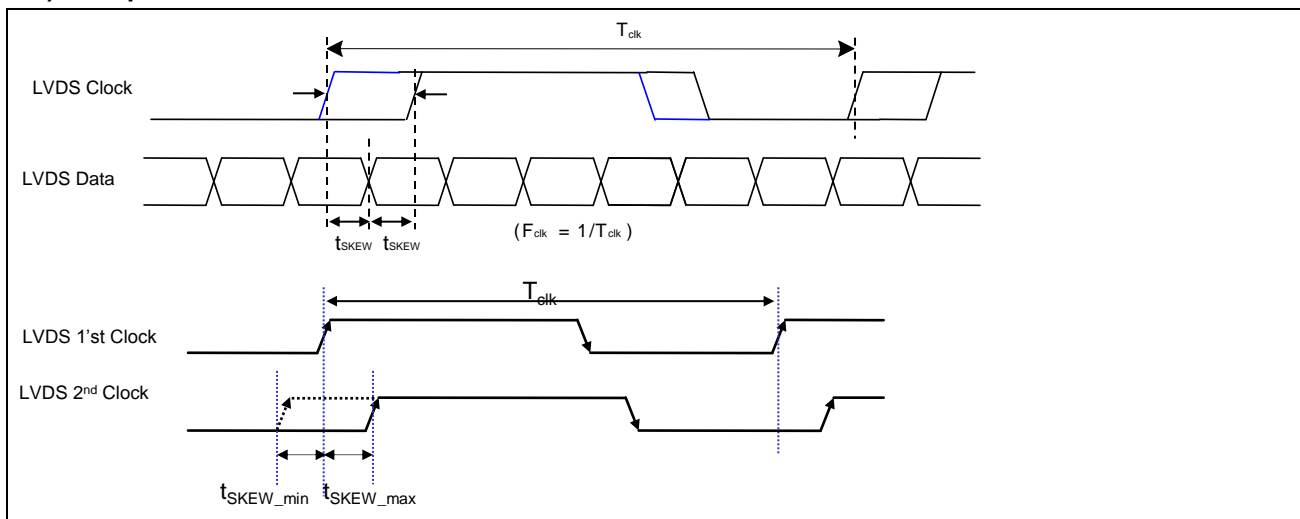 Tclk
LVDS Clock
LVDS Data
tSKEW tSKEW
(Fclk = 1/Tclk)
Tclk
LVDS 1'st Clock
LVDS 2nd Clock
tSKEW_min tSKEW_max